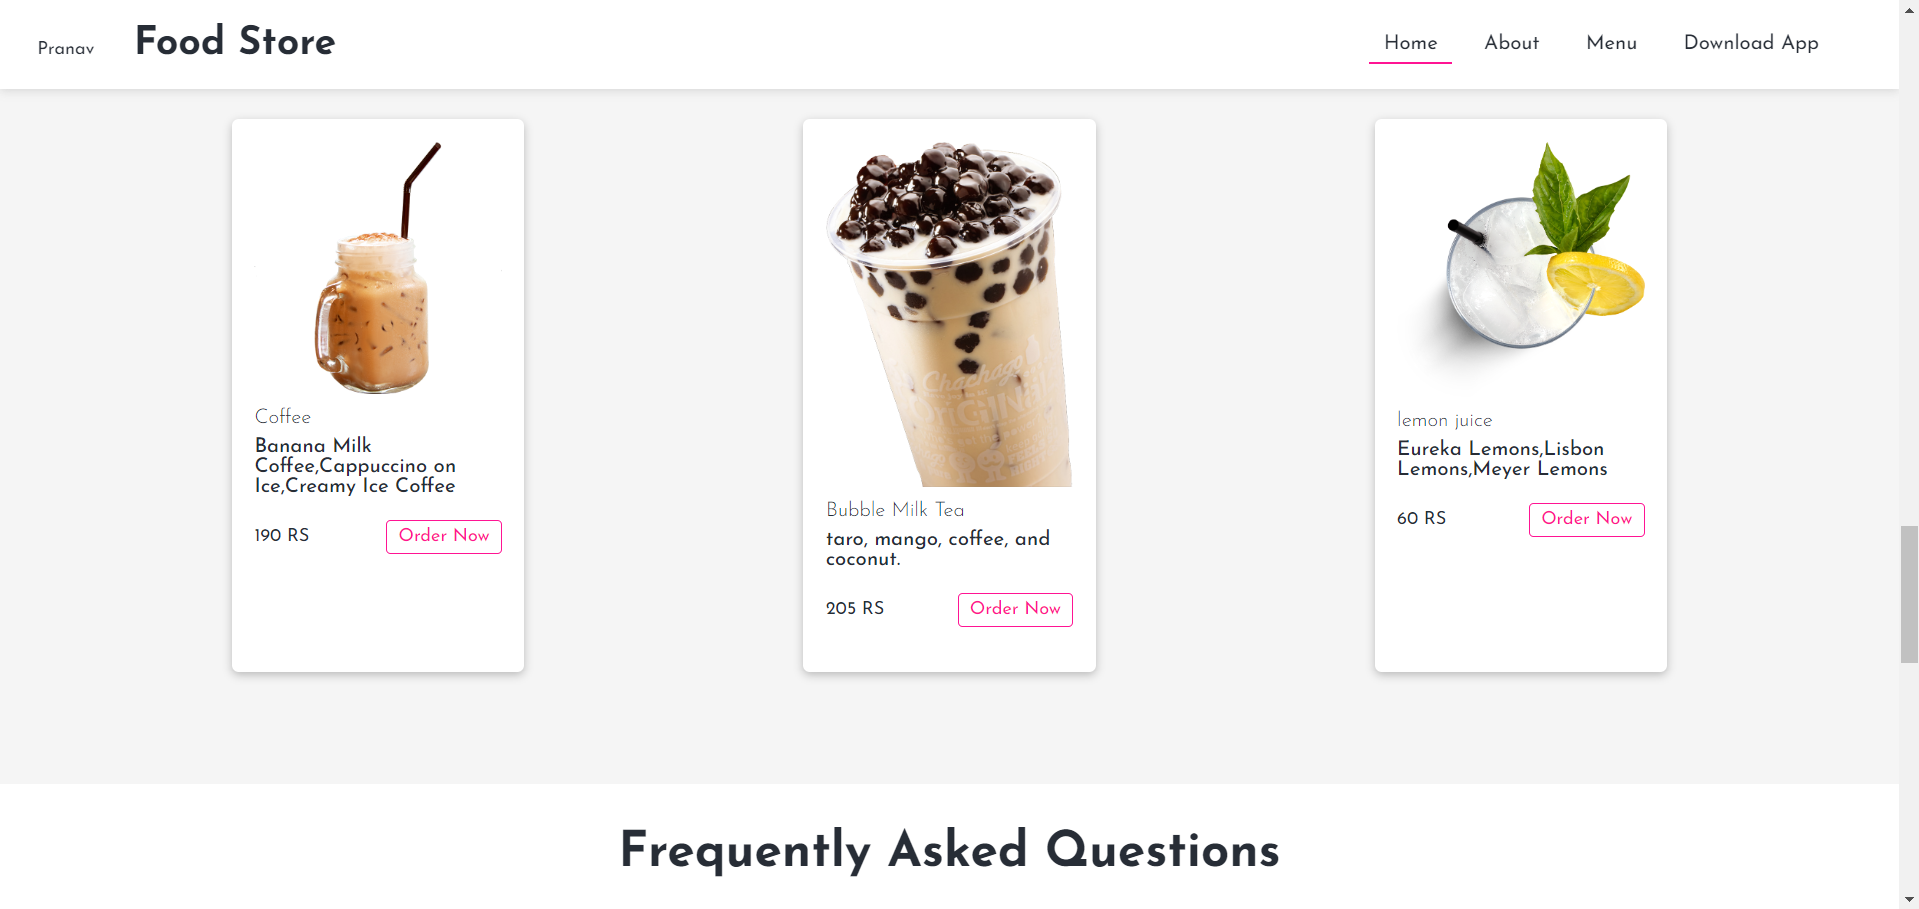 Pranav
Food Store
Home
About
Menu
Download App
Coffee
Banana Milk
Coffee,Cappuccino on
Ice,Creamy Ice Coffee
190 RS
Order Now
Chachago
ORiGINAL
Bubble Milk Tea
taro, mango, coffee, and
coconut.
205 RS
Order Now
lemon juice
Eureka Lemons,Lisbon
Lemons,Meyer Lemons
60 RS
Order Now
Frequently Asked Questions